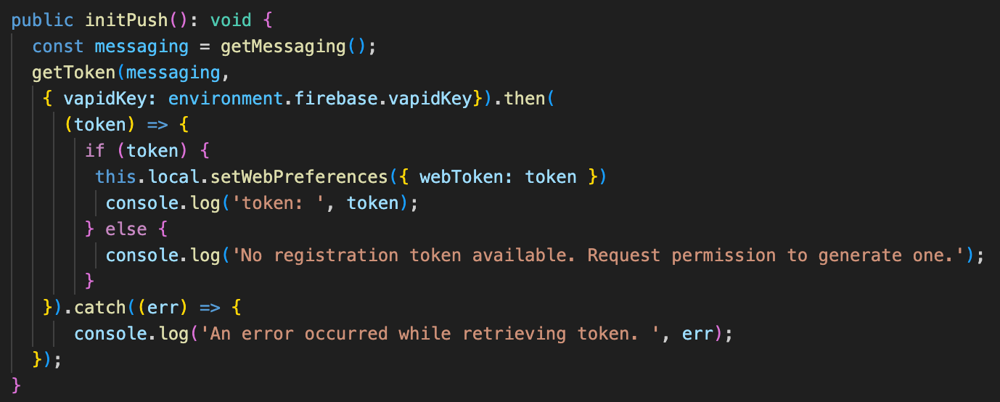 public initPush(): void {
const messaging = getMessaging();
getToken(messaging,
{ vapidKey: environment.firebase.vapidKey}).then(
(token) => {
if (token) {
this.local.setWebPreferences({ webToken: token })
console.log('token: ', token);
} else {
console.log('No registration token available. Request permission to generate one.');
}
}).catch((err) => {
console.log('An error occurred while retrieving token. ', err);
});
}